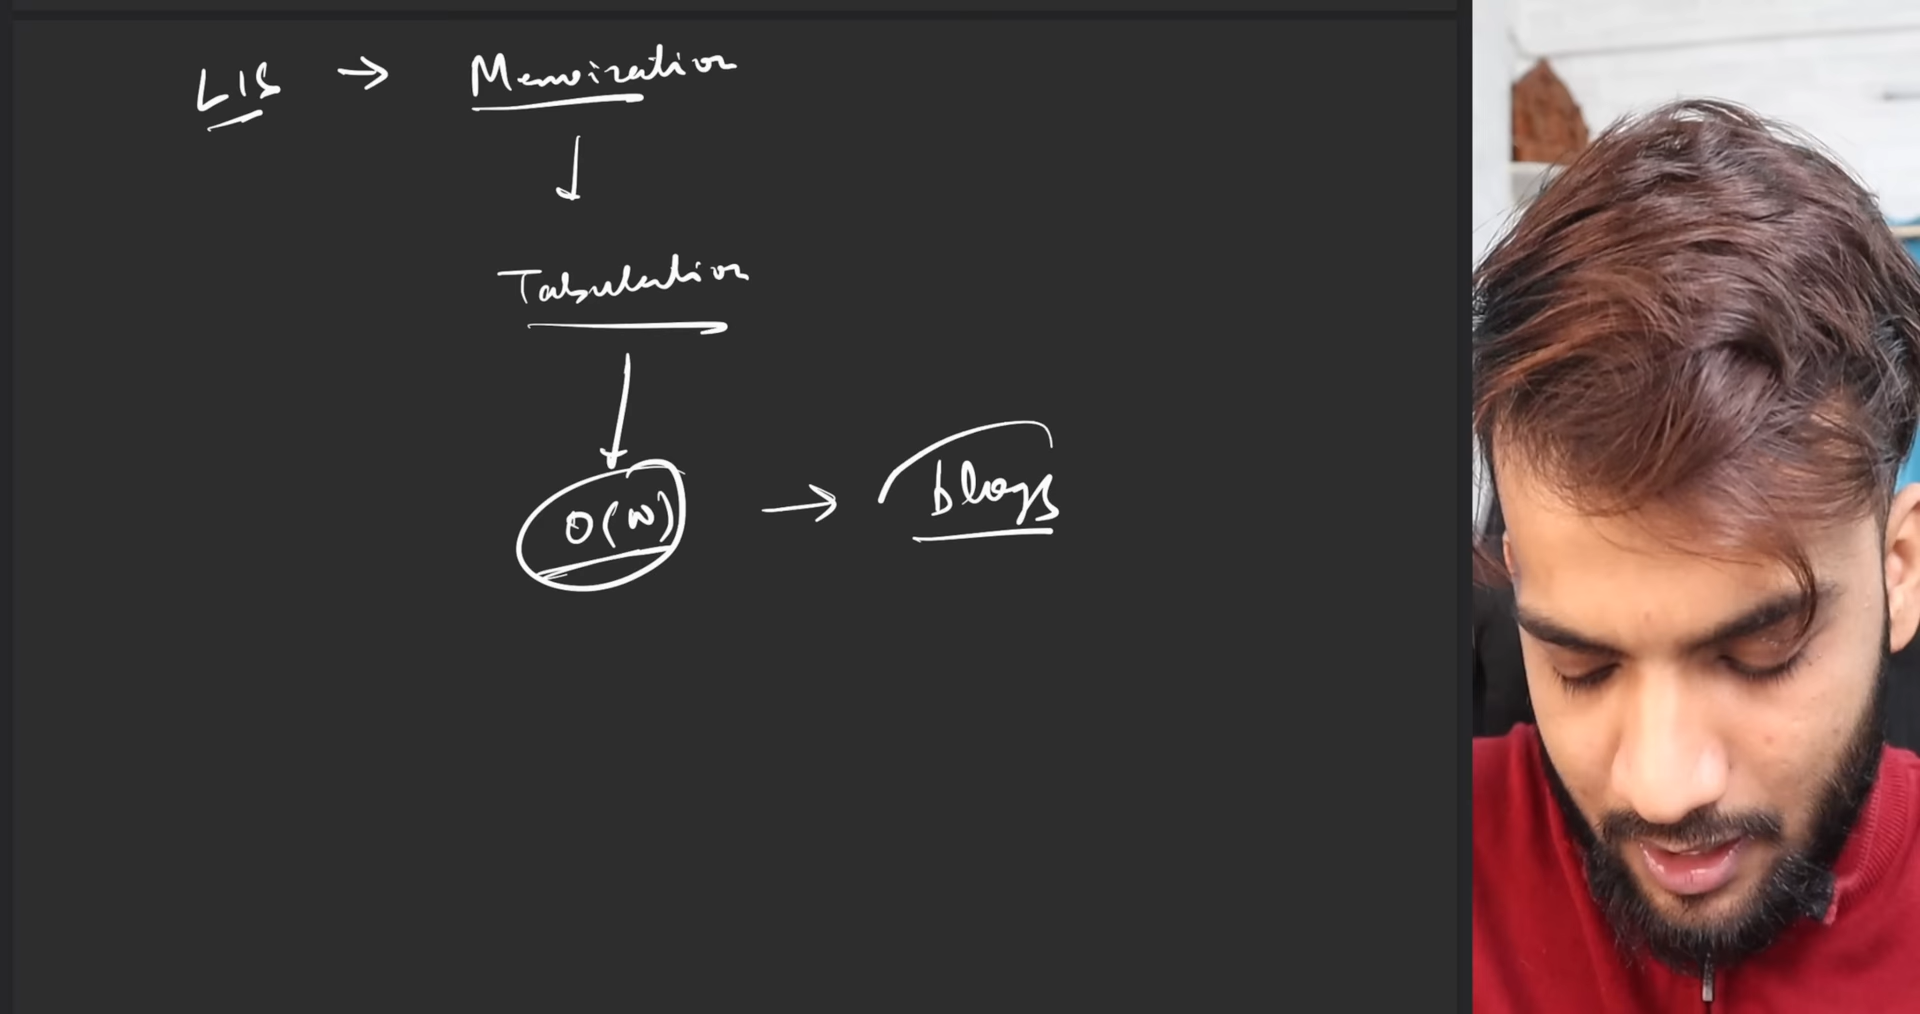 LIS → Memoization
Tabulation
O(N) → blogs